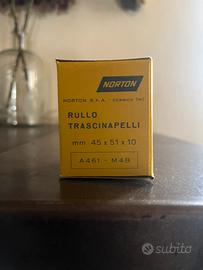 NORTON
NORTON S.p.A. - CORSICO (MI)
RULLO
TRASCINAPELLI
mm 45 x 51 x 10
A461 - M48
subito